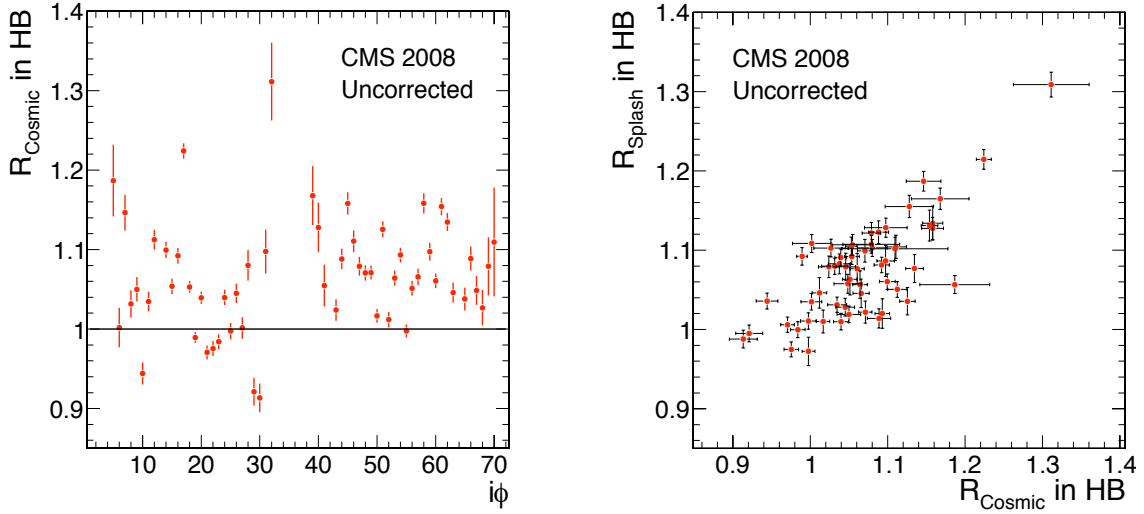 R_Cosmic in HB
1.4
1.3
1.2
1.1
1
0.9
CMS 2008
Uncorrected
10 20 30 40 50 60 70
iϕ
R_Splash in HB
1.4
1.3
1.2
1.1
1
0.9
CMS 2008
Uncorrected
0.9 1 1.1 1.2 1.3 1.4
R_Cosmic in HB